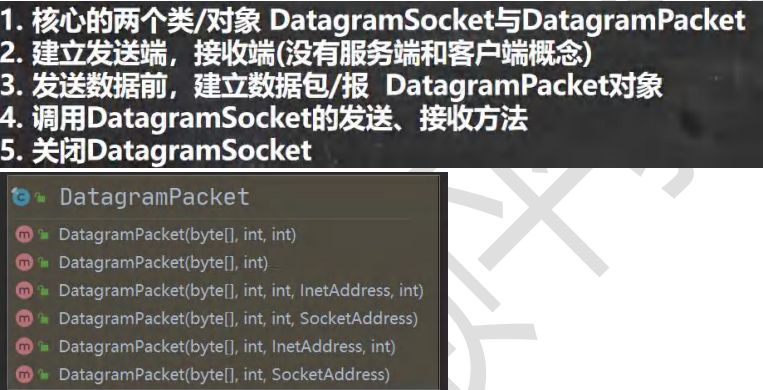 1. 核心的两个类/对象 DatagramSocket与DatagramPacket
2. 建立发送端，接收端(没有服务端和客户端概念)
3. 发送数据前，建立数据包/报 DatagramPacket对象
4. 调用DatagramSocket的发送、接收方法
5. 关闭DatagramSocket
DatagramPacket
DatagramPacket(byte[], int, int)
DatagramPacket(byte[], int)
DatagramPacket(byte[], int, int, InetAddress, int)
DatagramPacket(byte[], int, int, SocketAddress)
DatagramPacket(byte[], int, InetAddress, int)
DatagramPacket(byte[], int, SocketAddress)